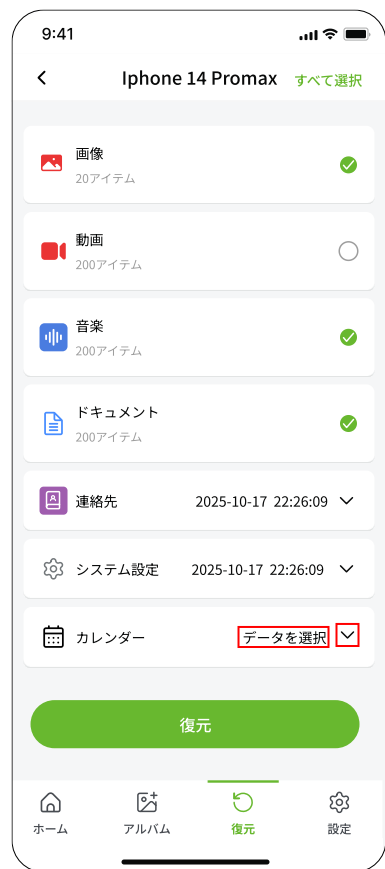 9:41
Iphone 14 Promax すべて選択
画像
20アイテム
動画
200アイテム
音楽
200アイテム
ドキュメント
200アイテム
連絡先 2025-10-17 22:26:09
システム設定 2025-10-17 22:26:09
カレンダー データを選択
復元
ホーム アルバム 復元 設定